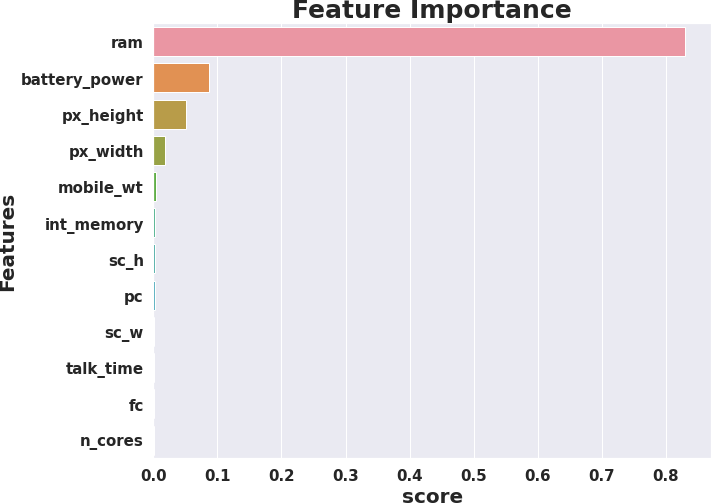 Feature Importance
Features
ram
battery_power
px_height
px_width
mobile_wt
int_memory
sc_h
pc
sc_w
talk_time
fc
n_cores
0.0 0.1 0.2 0.3 0.4 0.5 0.6 0.7 0.8
score